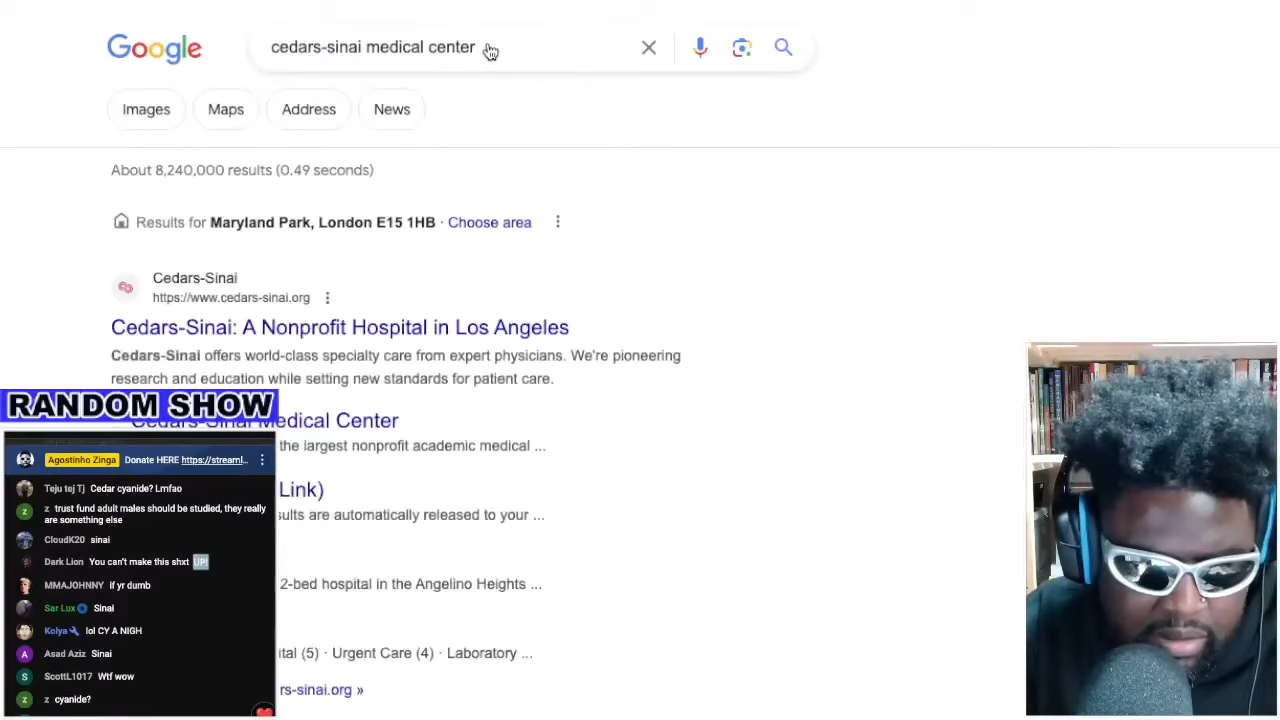 Google
cedars-sinai medical center
Images
Maps
Address
News
About 8,240,000 results (0.49 seconds)
Results for Maryland Park, London E15 1HB · Choose area
Cedars-Sinai
https://www.cedars-sinai.org
Cedars-Sinai: A Nonprofit Hospital in Los Angeles
Cedars-Sinai offers world-class specialty care from expert physicians. We're pioneering
research and education while setting new standards for patient care.
RANDOM SHOW
Cedars-Sinai Medical Center
the largest nonprofit academic medical ...
Link)
sults are automatically released to your ...
2-bed hospital in the Angelino Heights ...
ital (5) · Urgent Care (4) · Laboratory ...
rs-sinai.org »
Agostinho Zinga Donate HERE https://streaml...
Teju tej Tj Cedar cyanide? Lmfao
z trust fund adult males should be studied, they really
are something else
CloudK20 sinai
Dark Lion You can't make this shxt UP!
MMAJOHNNY if yr dumb
Sar Lux Sinai
Kolya lol CY A NIGH
Asad Aziz Sinai
ScottL1017 Wtf wow
z cyanide?